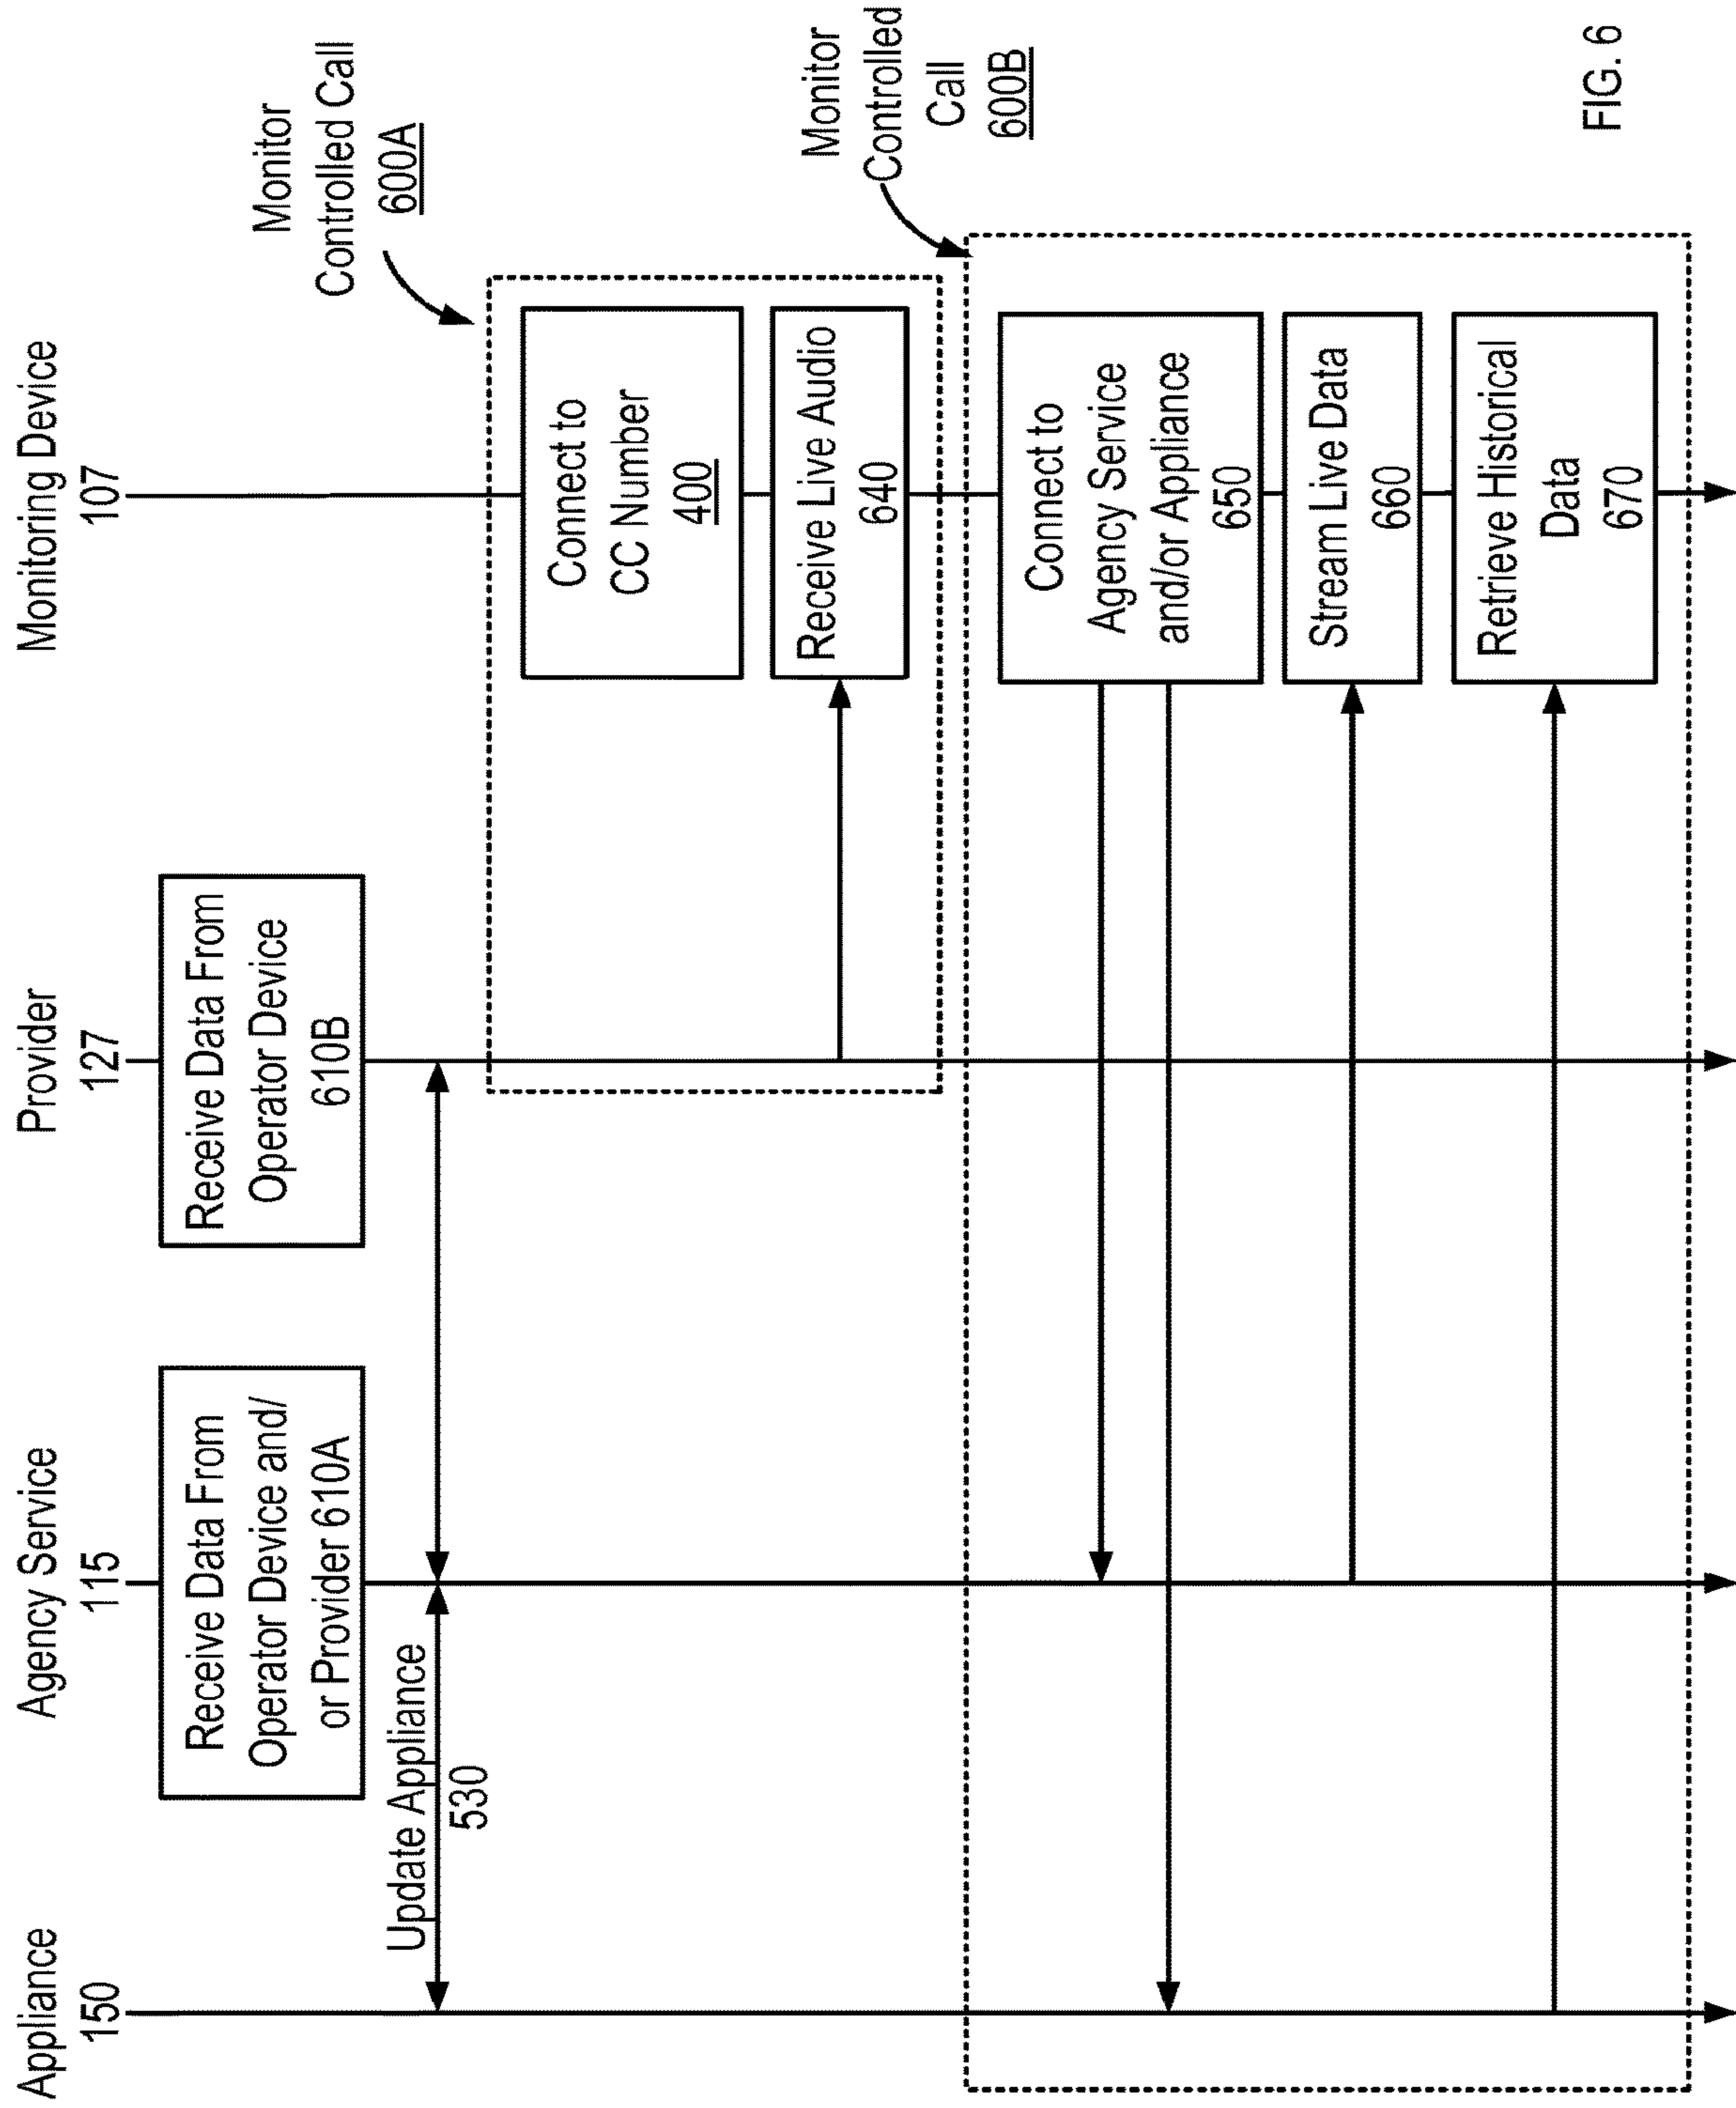 Appliance
150
Agency Service
115
Provider
127
Monitoring Device
107
Receive Data From
Operator Device and/
or Provider 610A
Receive Data From
Operator Device
610B
Update Appliance
530
Monitor
Controlled Call
600A
Connect to
CC Number
400
Receive Live Audio
640
Monitor
Controlled
Call
600B
Connect to
Agency Service
and/or Appliance
650
Stream Live Data
660
Retrieve Historical
Data
670
FIG. 6